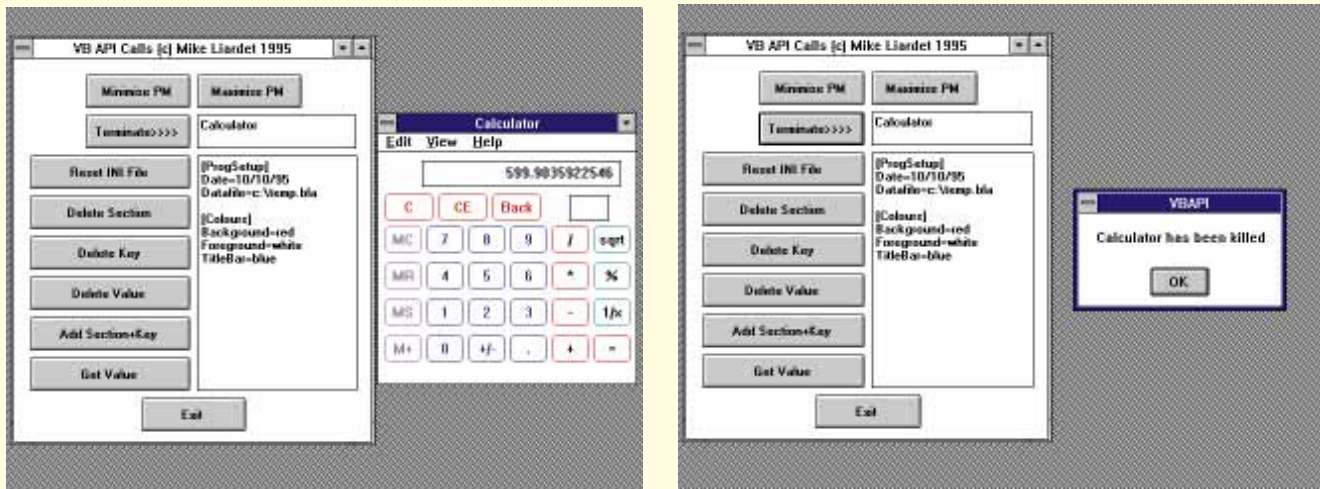 VB API Calls (c) Mike Liardet 1995
Minimise PM Maximize PM
Terminate>>>> Calculator
Reset INI File
Delete Section
Delete Key
Delete Value
Add Section+Key
Get Value
Exit
[ProgSetup]
Date=10/10/95
Datafile=c:\temp.bla
[Colours]
Background=red
Foreground=white
TitleBar=blue
Calculator
Edit View Help
599.9835922546
C CE Back
MC 7 8 9 / sqrt
MR 4 5 6 * %
MS 1 2 3 - 1/x
M+ 0 +/- . + =
VB API Calls (c) Mike Liardet 1995
Minimise PM Maximize PM
Terminate>>>> Calculator
Reset INI File
Delete Section
Delete Key
Delete Value
Add Section+Key
Get Value
Exit
[ProgSetup]
Date=10/10/95
Datafile=c:\temp.bla
[Colours]
Background=red
Foreground=white
TitleBar=blue
VBAPI
Calculator has been killed
OK